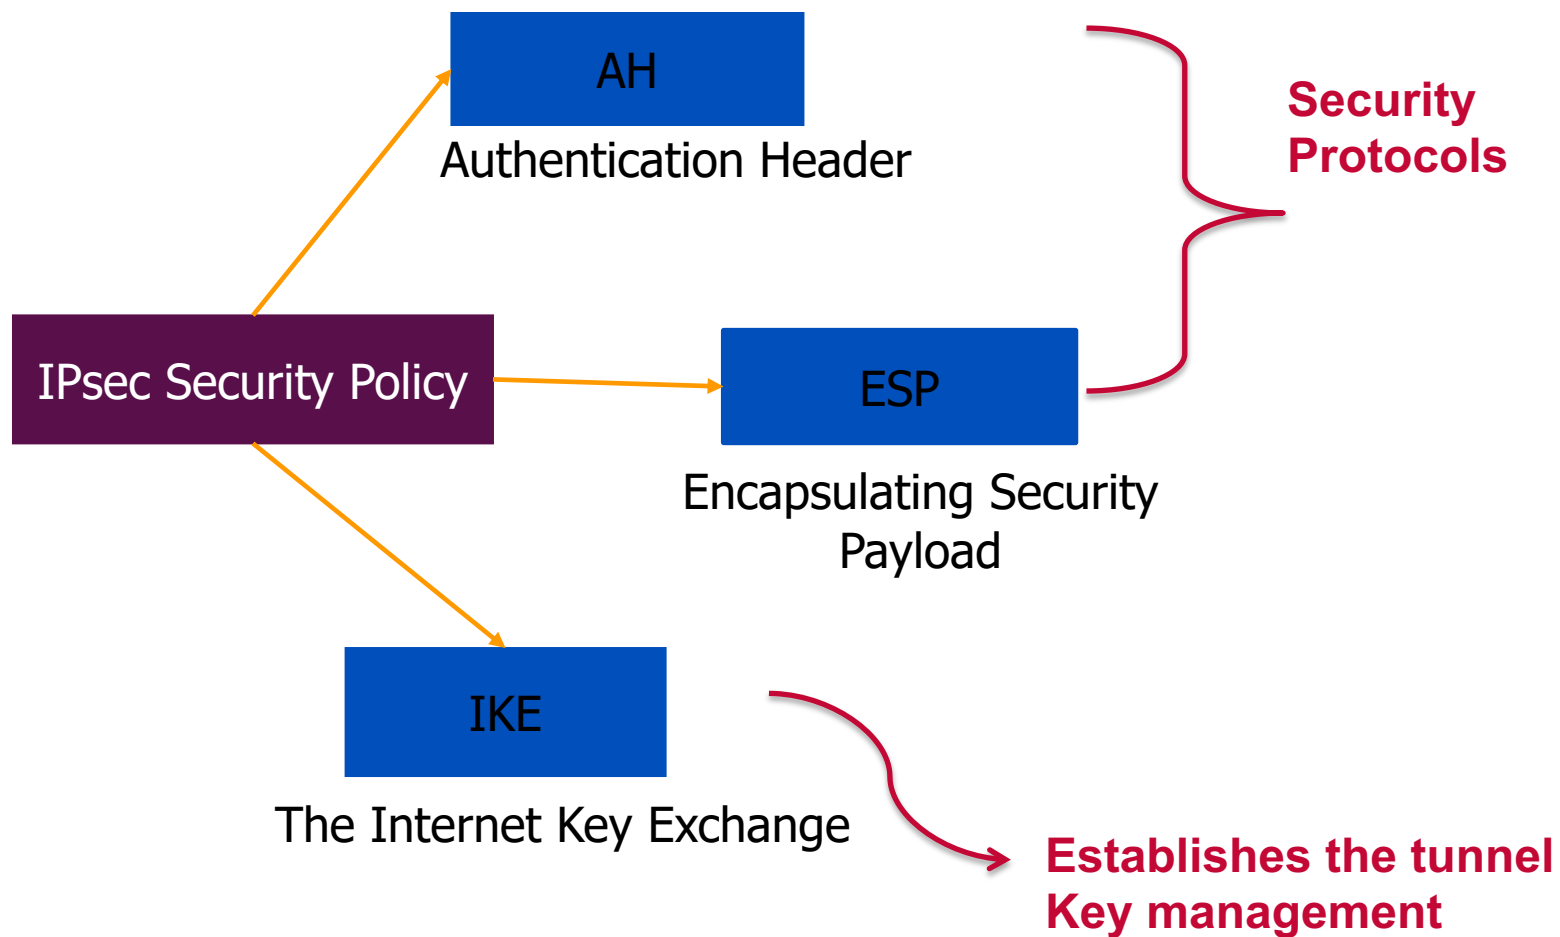 AH
Authentication Header
Security
Protocols
IPsec Security Policy
ESP
Encapsulating Security
Payload
IKE
The Internet Key Exchange
Establishes the tunnel
Key management